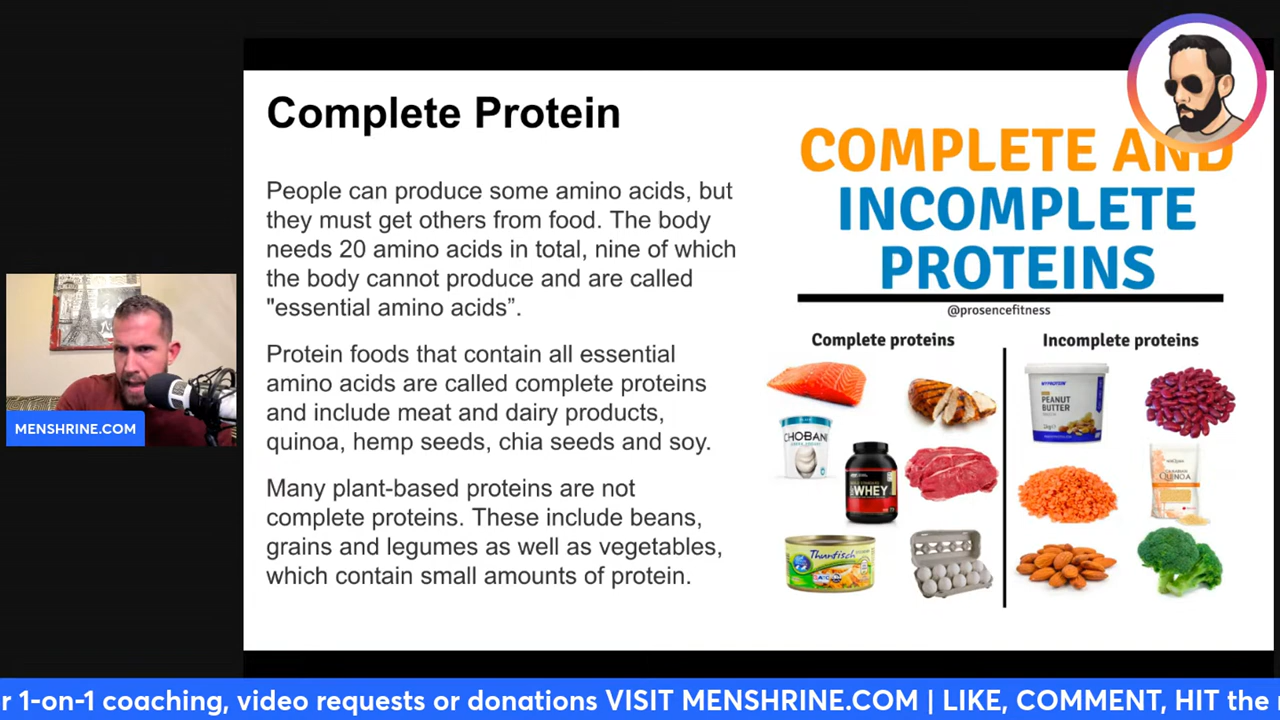 Complete Protein
People can produce some amino acids, but
they must get others from food. The body
needs 20 amino acids in total, nine of which
the body cannot produce and are called
"essential amino acids”.
Protein foods that contain all essential
amino acids are called complete proteins
and include meat and dairy products,
quinoa, hemp seeds, chia seeds and soy.
Many plant-based proteins are not
complete proteins. These include beans,
grains and legumes as well as vegetables,
which contain small amounts of protein.
COMPLETE AND
INCOMPLETE
PROTEINS
@prosencefitness
Complete proteins
Incomplete proteins
CHOBANI
WHEY
Thunfisch
MYPROTEIN
PEANUT
BUTTER
QUINOA
MENSHRINE.COM
r 1-on-1 coaching, video requests or donations VISIT MENSHRINE.COM | LIKE, COMMENT, HIT the